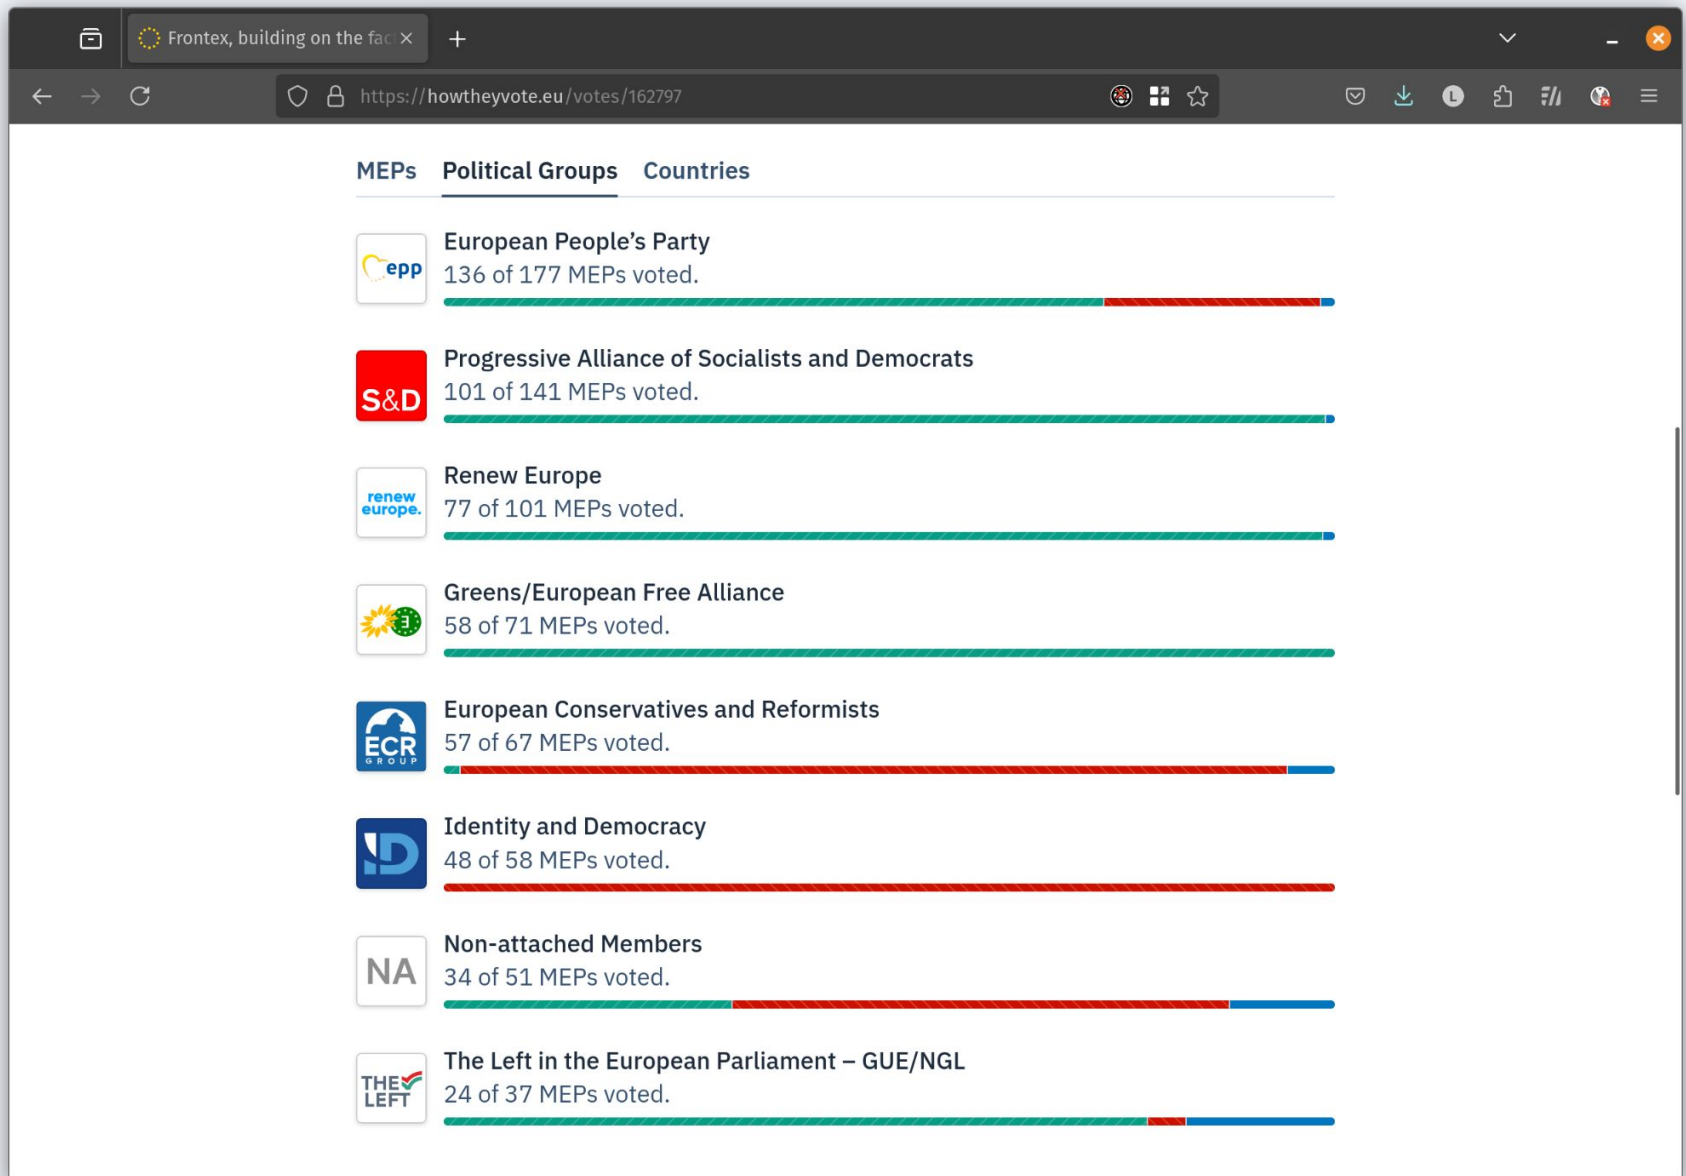 Frontex, building on the fac
https://howtheyvote.eu/votes/162797
L
MEPs Political Groups Countries
epp
European People’s Party
136 of 177 MEPs voted.
S&D
Progressive Alliance of Socialists and Democrats
101 of 141 MEPs voted.
renew
europe.
Renew Europe
77 of 101 MEPs voted.
Greens/European Free Alliance
58 of 71 MEPs voted.
ECR
GROUP
European Conservatives and Reformists
57 of 67 MEPs voted.
ID
Identity and Democracy
48 of 58 MEPs voted.
NA
Non-attached Members
34 of 51 MEPs voted.
THE
LEFT
The Left in the European Parliament – GUE/NGL
24 of 37 MEPs voted.